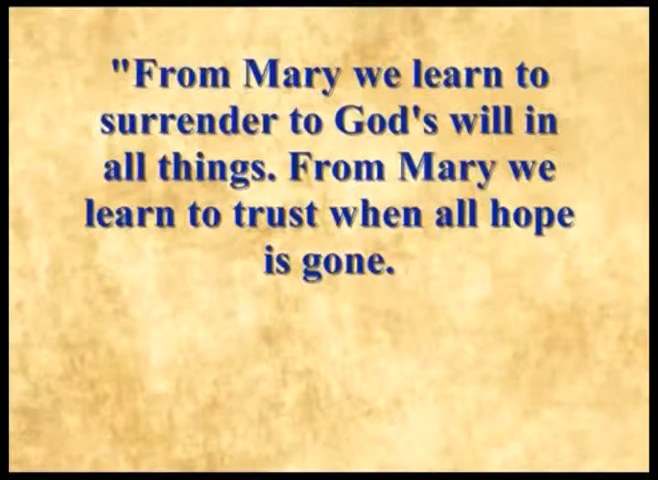 "From Mary we learn to
surrender to God's will in
all things. From Mary we
learn to trust when all hope
is gone.